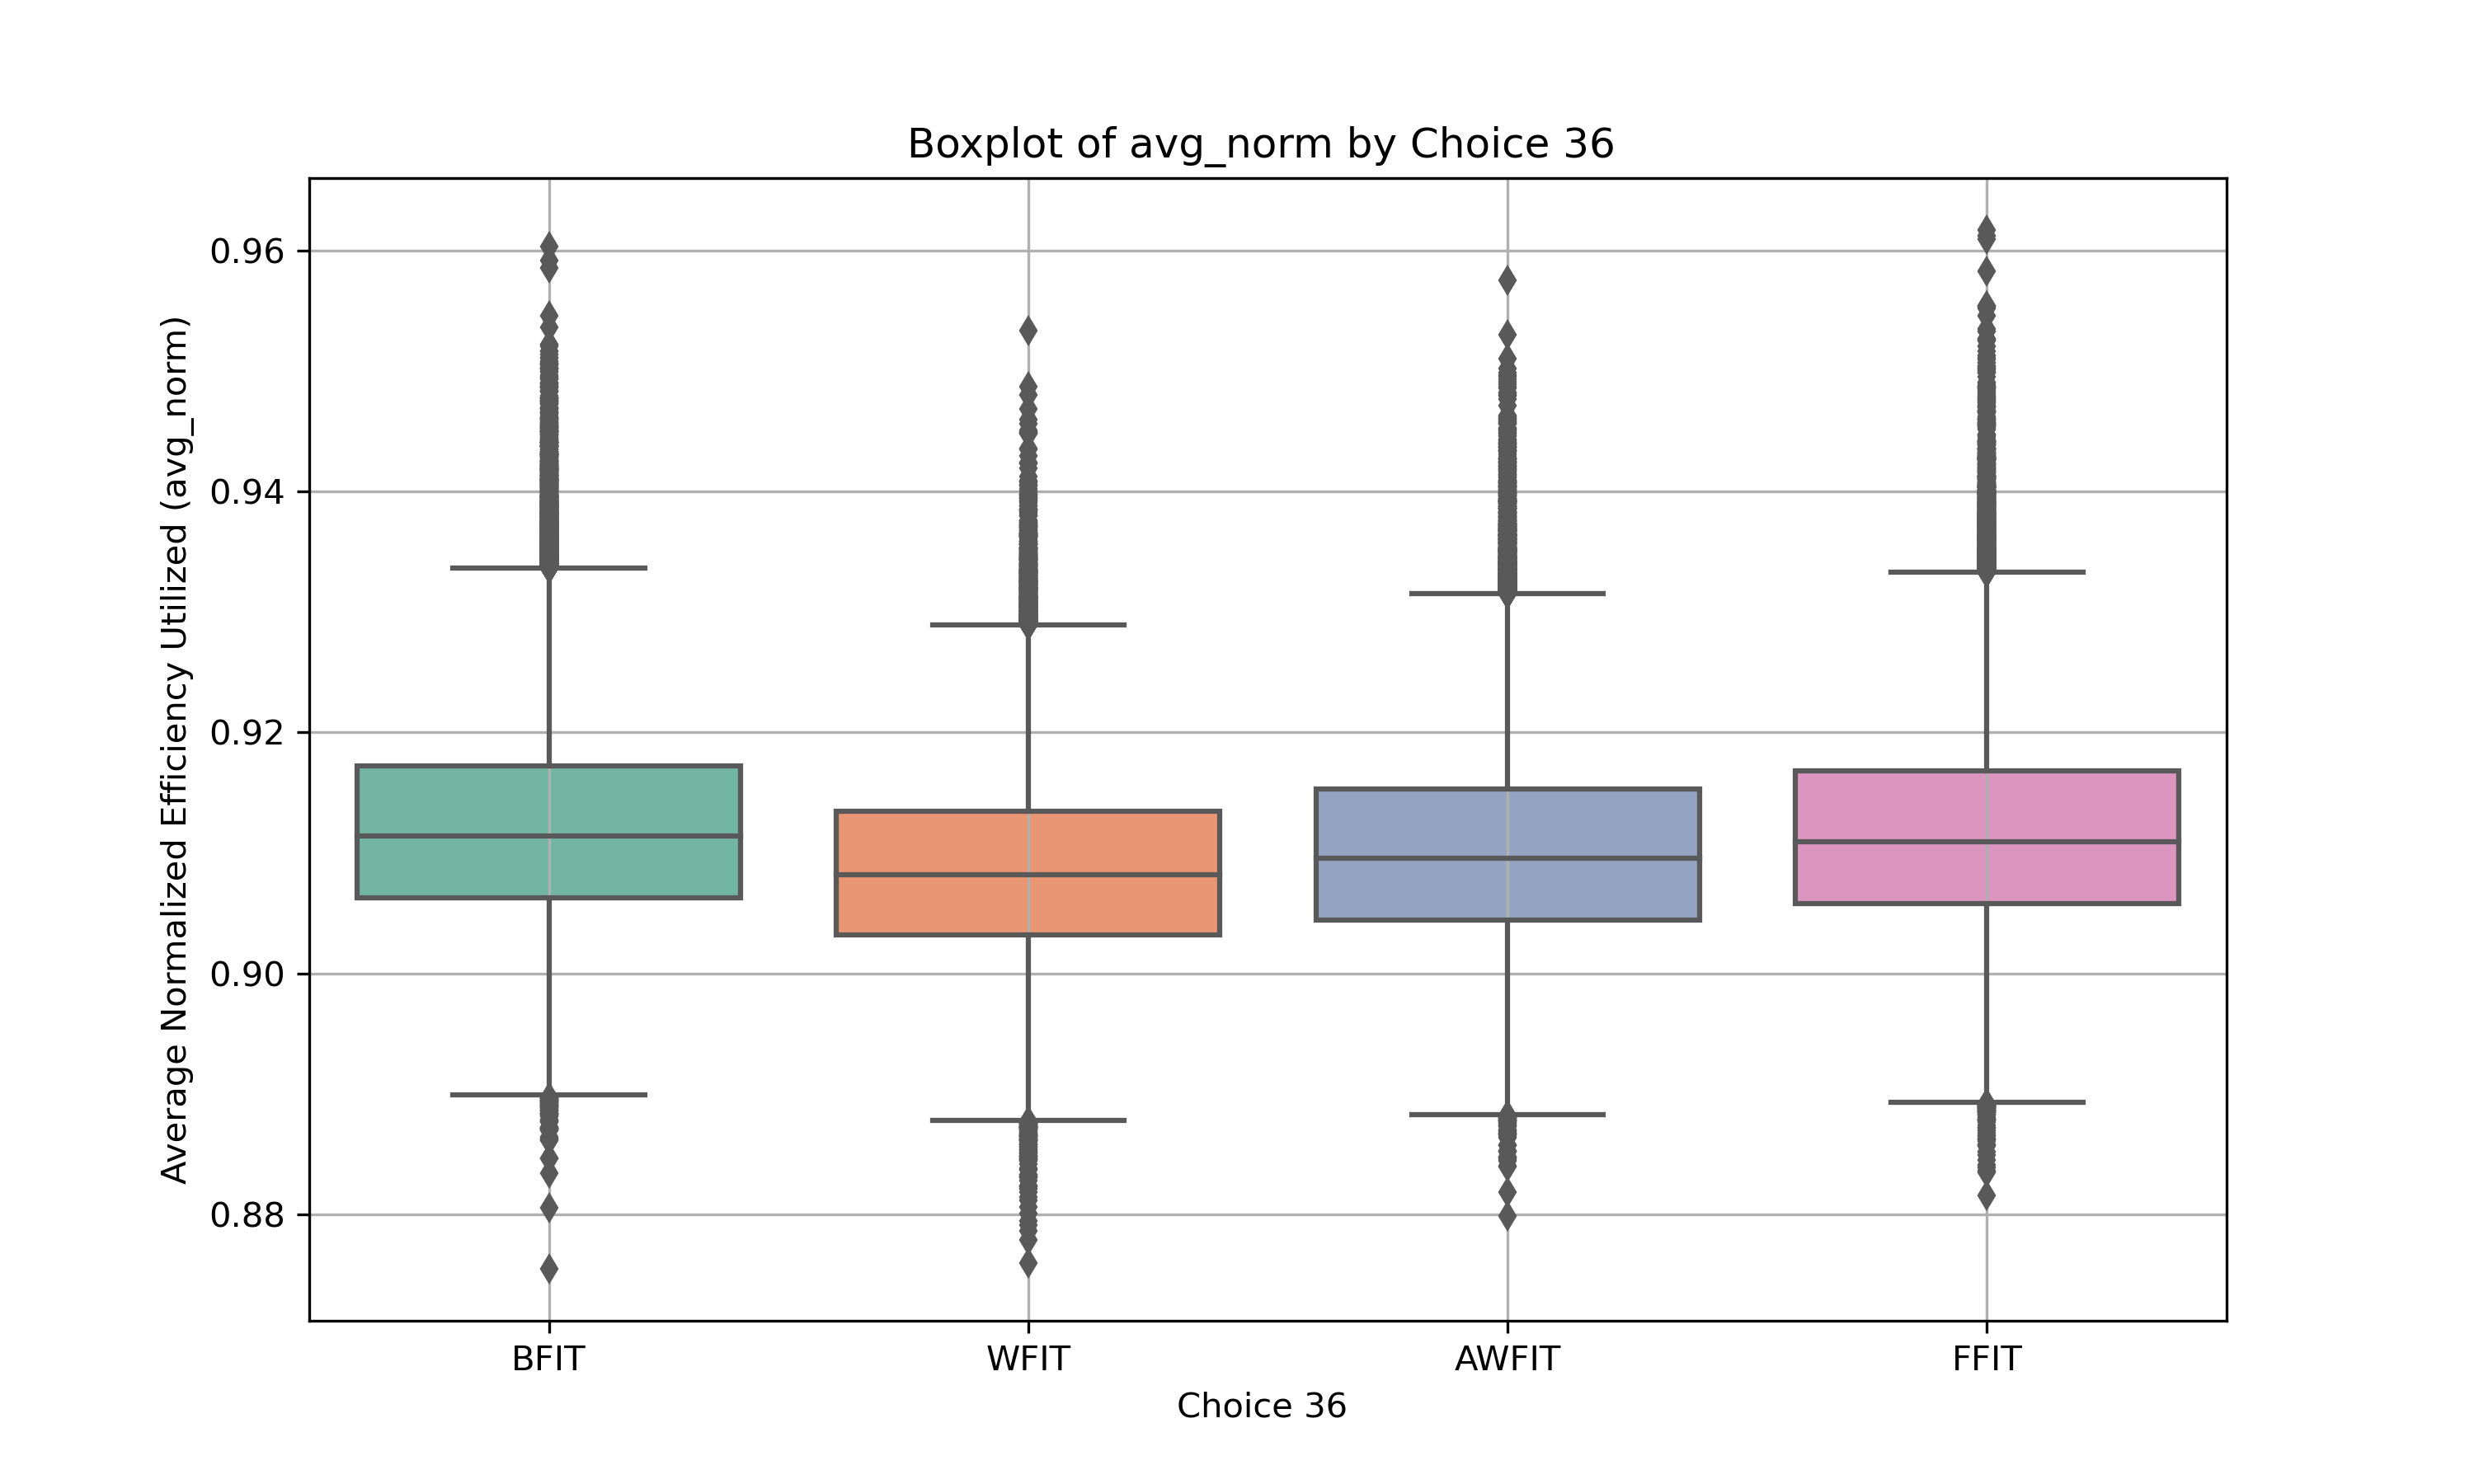 Boxplot of avg_norm by Choice 36
Average Normalized Efficiency Utilized (avg_norm)
0.96
0.94
0.92
0.90
0.88
BFIT
WFIT
AWFIT
FFIT
Choice 36